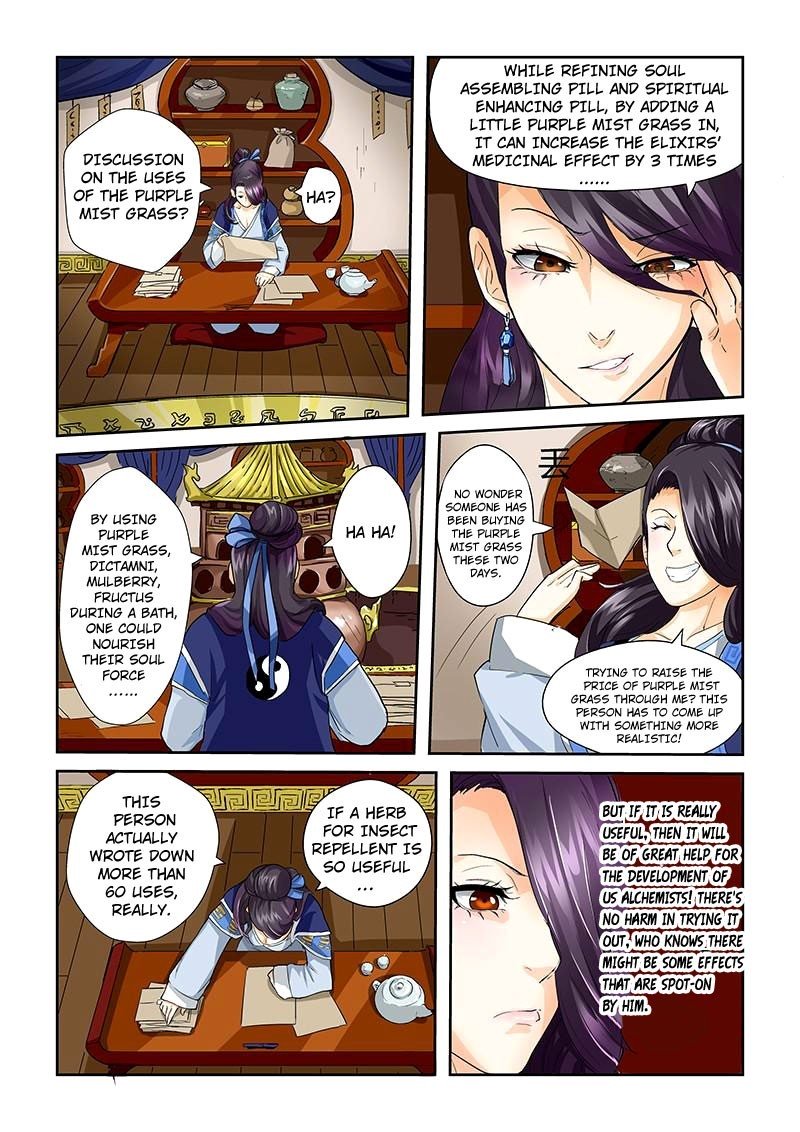 DISCUSSION
ON THE USES
OF THE PURPLE
MIST GRASS?
HA?
WHILE REFINING SOUL
ASSEMBLING PILL AND SPIRITUAL
ENHANCING PILL, BY ADDING A
LITTLE PURPLE MIST GRASS IN,
IT CAN INCREASE THE ELIXIRS'
MEDICINAL EFFECT BY 3 TIMES
......
BY USING
PURPLE
MIST GRASS,
DICTAMNI,
MULBERRY,
FRUCTUS
DURING A BATH,
ONE COULD
NOURISH
THEIR SOUL
FORCE
......
HA HA!
丢
NO WONDER
SOMEONE HAS
BEEN BUYING
THE PURPLE
MIST GRASS
THESE TWO
DAYS.
TRYING TO RAISE THE
PRICE OF PURPLE MIST
GRASS THROUGH ME? THIS
PERSON HAS TO COME UP
WITH SOMETHING MORE
REALISTIC!
THIS
PERSON
ACTUALLY
WROTE DOWN
MORE THAN
60 USES,
REALLY.
IF A HERB
FOR INSECT
REPELLENT IS
SO USEFUL
...
BUT IF IT IS REALLY
USEFUL, THEN IT WILL
BE OF GREAT HELP FOR
THE DEVELOPMENT OF
US ALCHEMISTS! THERE'S
NO HARM IN TRYING IT
OUT, WHO KNOWS THERE
MIGHT BE SOME EFFECTS
THAT ARE SPOT-ON
BY HIM.